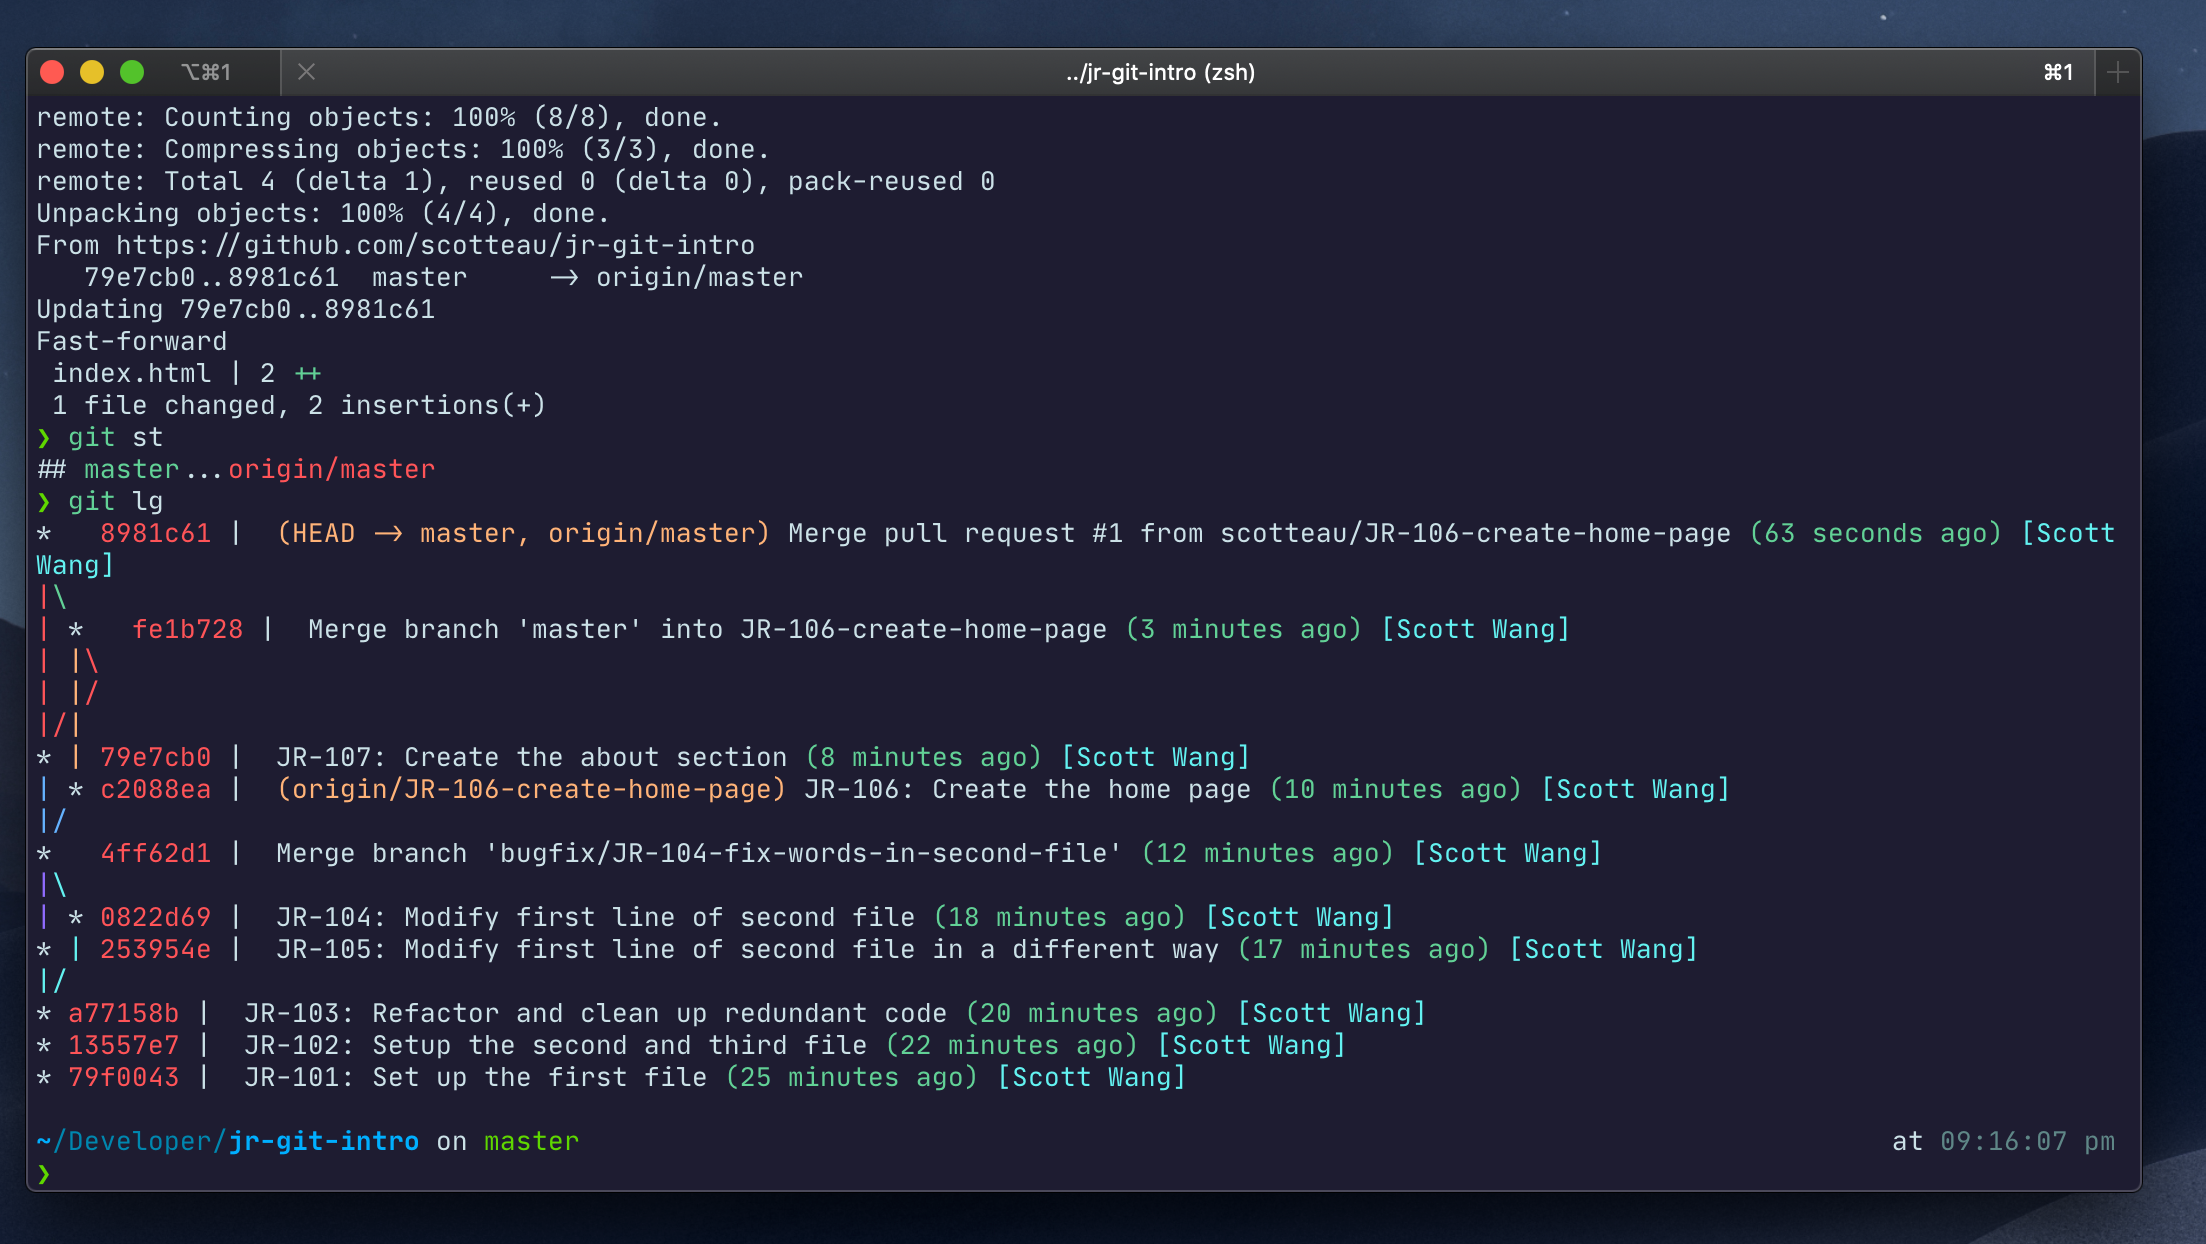 ⌥⌘1 ../jr-git-intro (zsh) ⌘1
remote: Counting objects: 100% (8/8), done.
remote: Compressing objects: 100% (3/3), done.
remote: Total 4 (delta 1), reused 0 (delta 0), pack-reused 0
Unpacking objects: 100% (4/4), done.
From https://github.com/scotteau/jr-git-intro
   79e7cb0..8981c61  master     -> origin/master
Updating 79e7cb0..8981c61
Fast-forward
 index.html | 2 ++
 1 file changed, 2 insertions(+)
❯ git st
## master...origin/master
❯ git lg
*   8981c61 |  (HEAD -> master, origin/master) Merge pull request #1 from scotteau/JR-106-create-home-page (63 seconds ago) [Scott
Wang]
|\
| *   fe1b728 |  Merge branch 'master' into JR-106-create-home-page (3 minutes ago) [Scott Wang]
| |\
| |/
|/|
* | 79e7cb0 |  JR-107: Create the about section (8 minutes ago) [Scott Wang]
| * c2088ea |  (origin/JR-106-create-home-page) JR-106: Create the home page (10 minutes ago) [Scott Wang]
|/
*   4ff62d1 |  Merge branch 'bugfix/JR-104-fix-words-in-second-file' (12 minutes ago) [Scott Wang]
|\
| * 0822d69 |  JR-104: Modify first line of second file (18 minutes ago) [Scott Wang]
* | 253954e |  JR-105: Modify first line of second file in a different way (17 minutes ago) [Scott Wang]
|/
* a77158b |  JR-103: Refactor and clean up redundant code (20 minutes ago) [Scott Wang]
* 13557e7 |  JR-102: Setup the second and third file (22 minutes ago) [Scott Wang]
* 79f0043 |  JR-101: Set up the first file (25 minutes ago) [Scott Wang]
~/Developer/jr-git-intro on master at 09:16:07 pm
❯